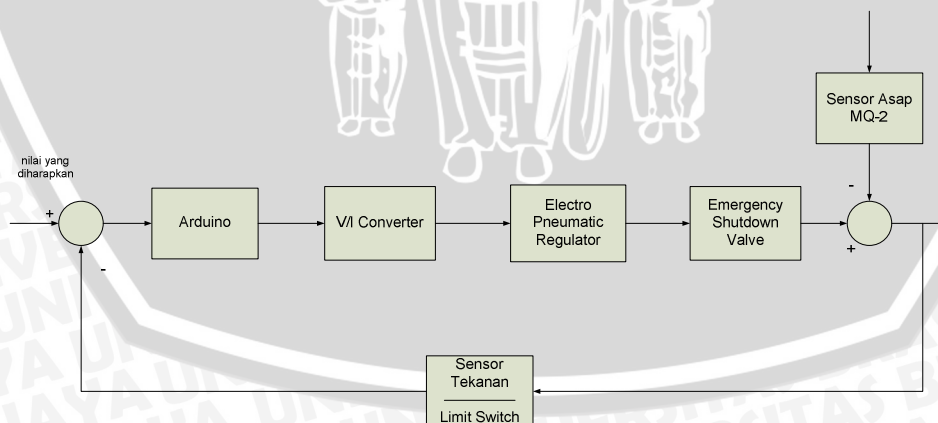 Sensor Asap
MQ-2
nilai yang
diharapkan
-
+
Arduino
V/I Converter
Electro
Pneumatic
Regulator
Emergency
Shutdown
Valve
+
-
Sensor
Tekanan
Limit Switch